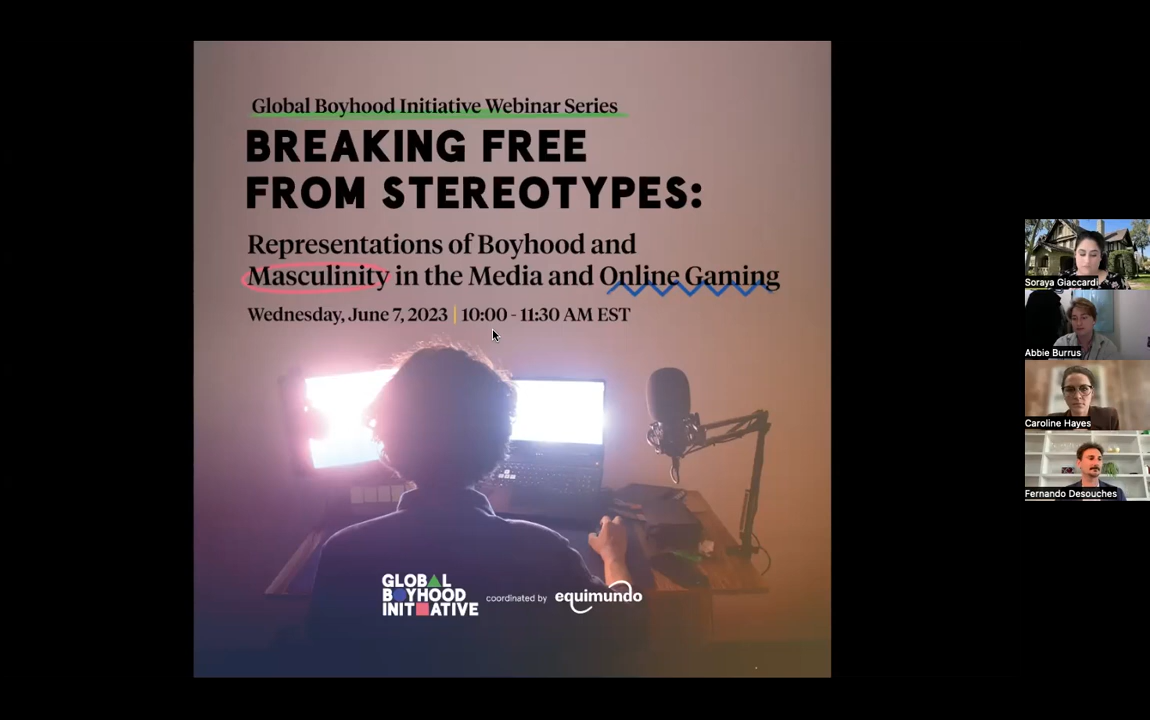 Global Boyhood Initiative Webinar Series
BREAKING FREE
FROM STEREOTYPES:
Representations of Boyhood and
Masculinity in the Media and Online Gaming
Wednesday, June 7, 2023 | 10:00 - 11:30 AM EST
GLOBAL
BOYHOOD
INITIATIVE
coordinated by equimundo
Soraya Giaccardi
Abbie Burrus
Caroline Hayes
Fernando Desouches